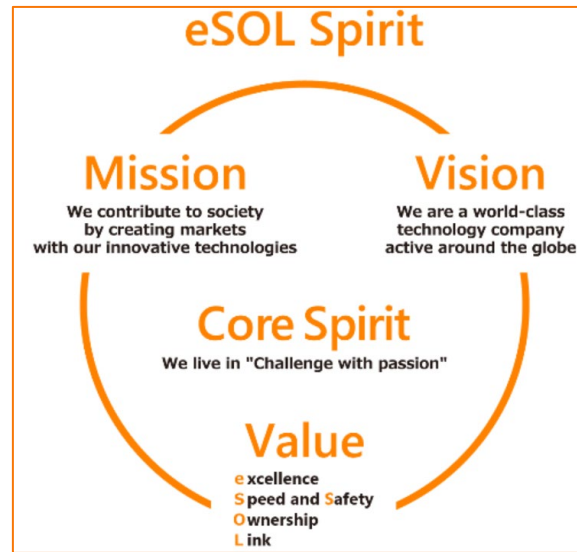 eSOL Spirit
Mission
We contribute to society
by creating markets
with our innovative technologies
Vision
We are a world-class
technology company
active around the globe
Core Spirit
We live in "Challenge with passion"
Value
excellence
Speed and Safety
Ownership
Link